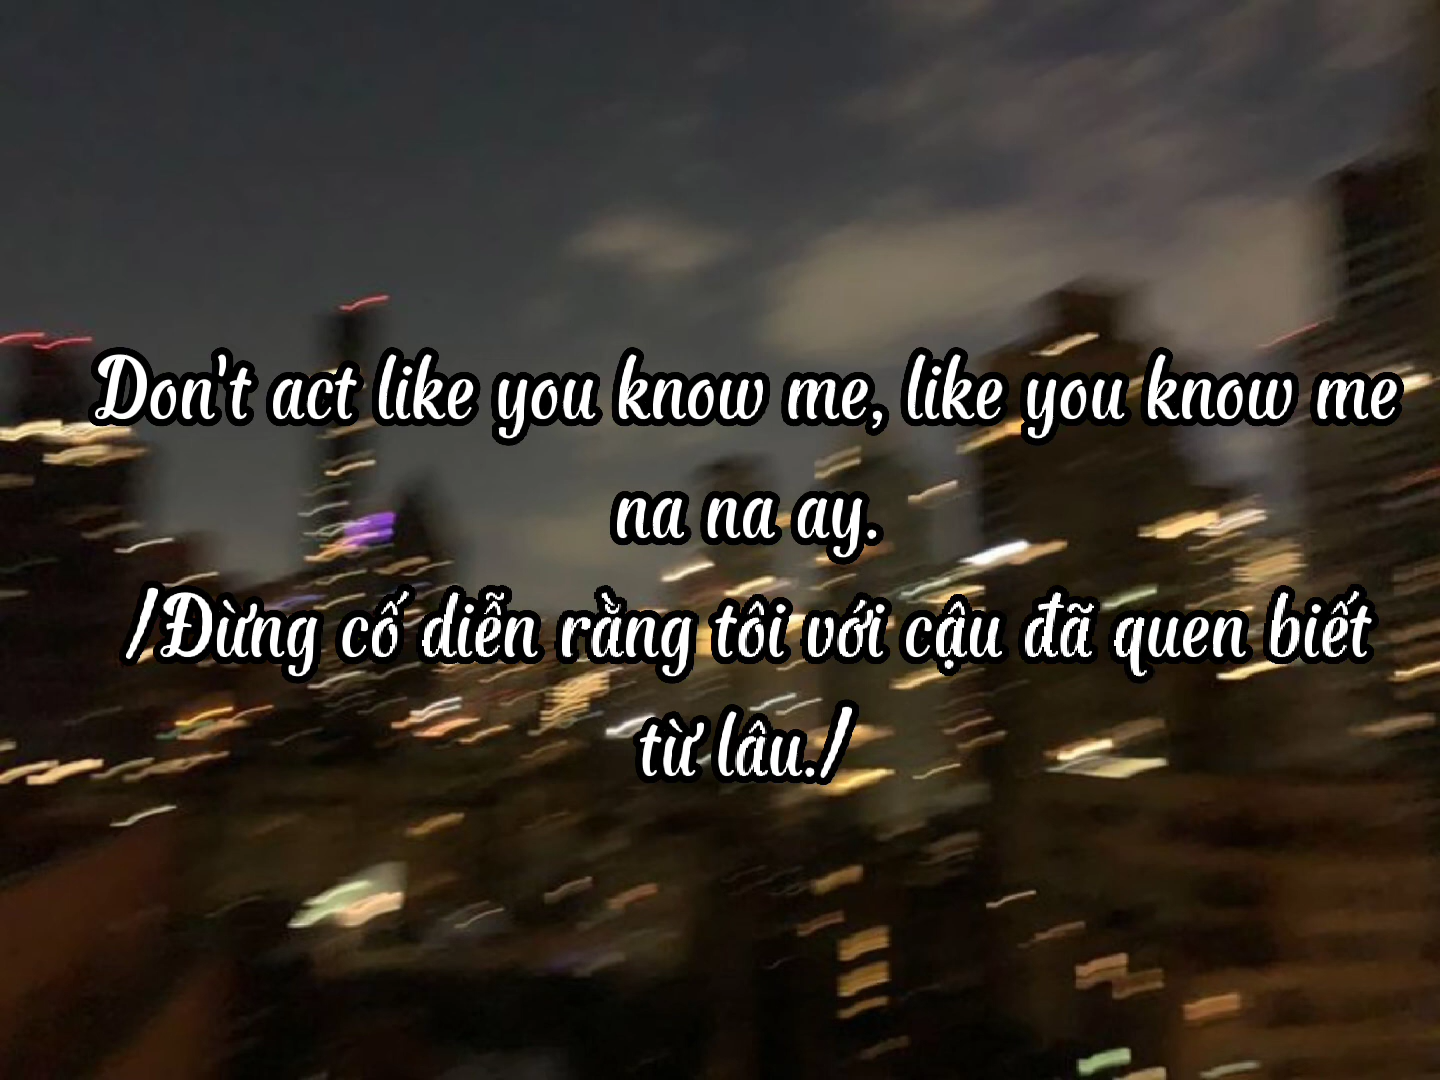 Don't act like you know me, like you know me
na na ay.
/Đừng cố diễn rằng tôi với cậu đã quen biết
từ lâu./